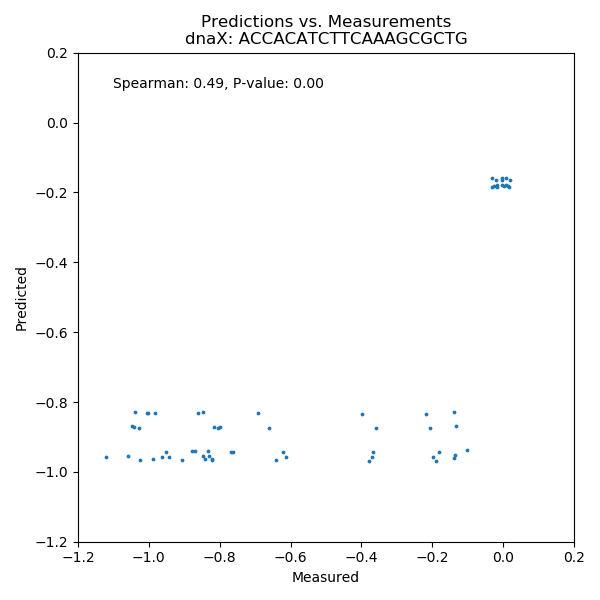 Predictions vs. Measurements
dnaX: ACCACATCTTCAAAGCGCTG
Spearman: 0.49, P-value: 0.00
0.2
0.0
−0.2
−0.4
−0.6
−0.8
−1.0
−1.2
Predicted
−1.2 −1.0 −0.8 −0.6 −0.4 −0.2 0.0 0.2
Measured